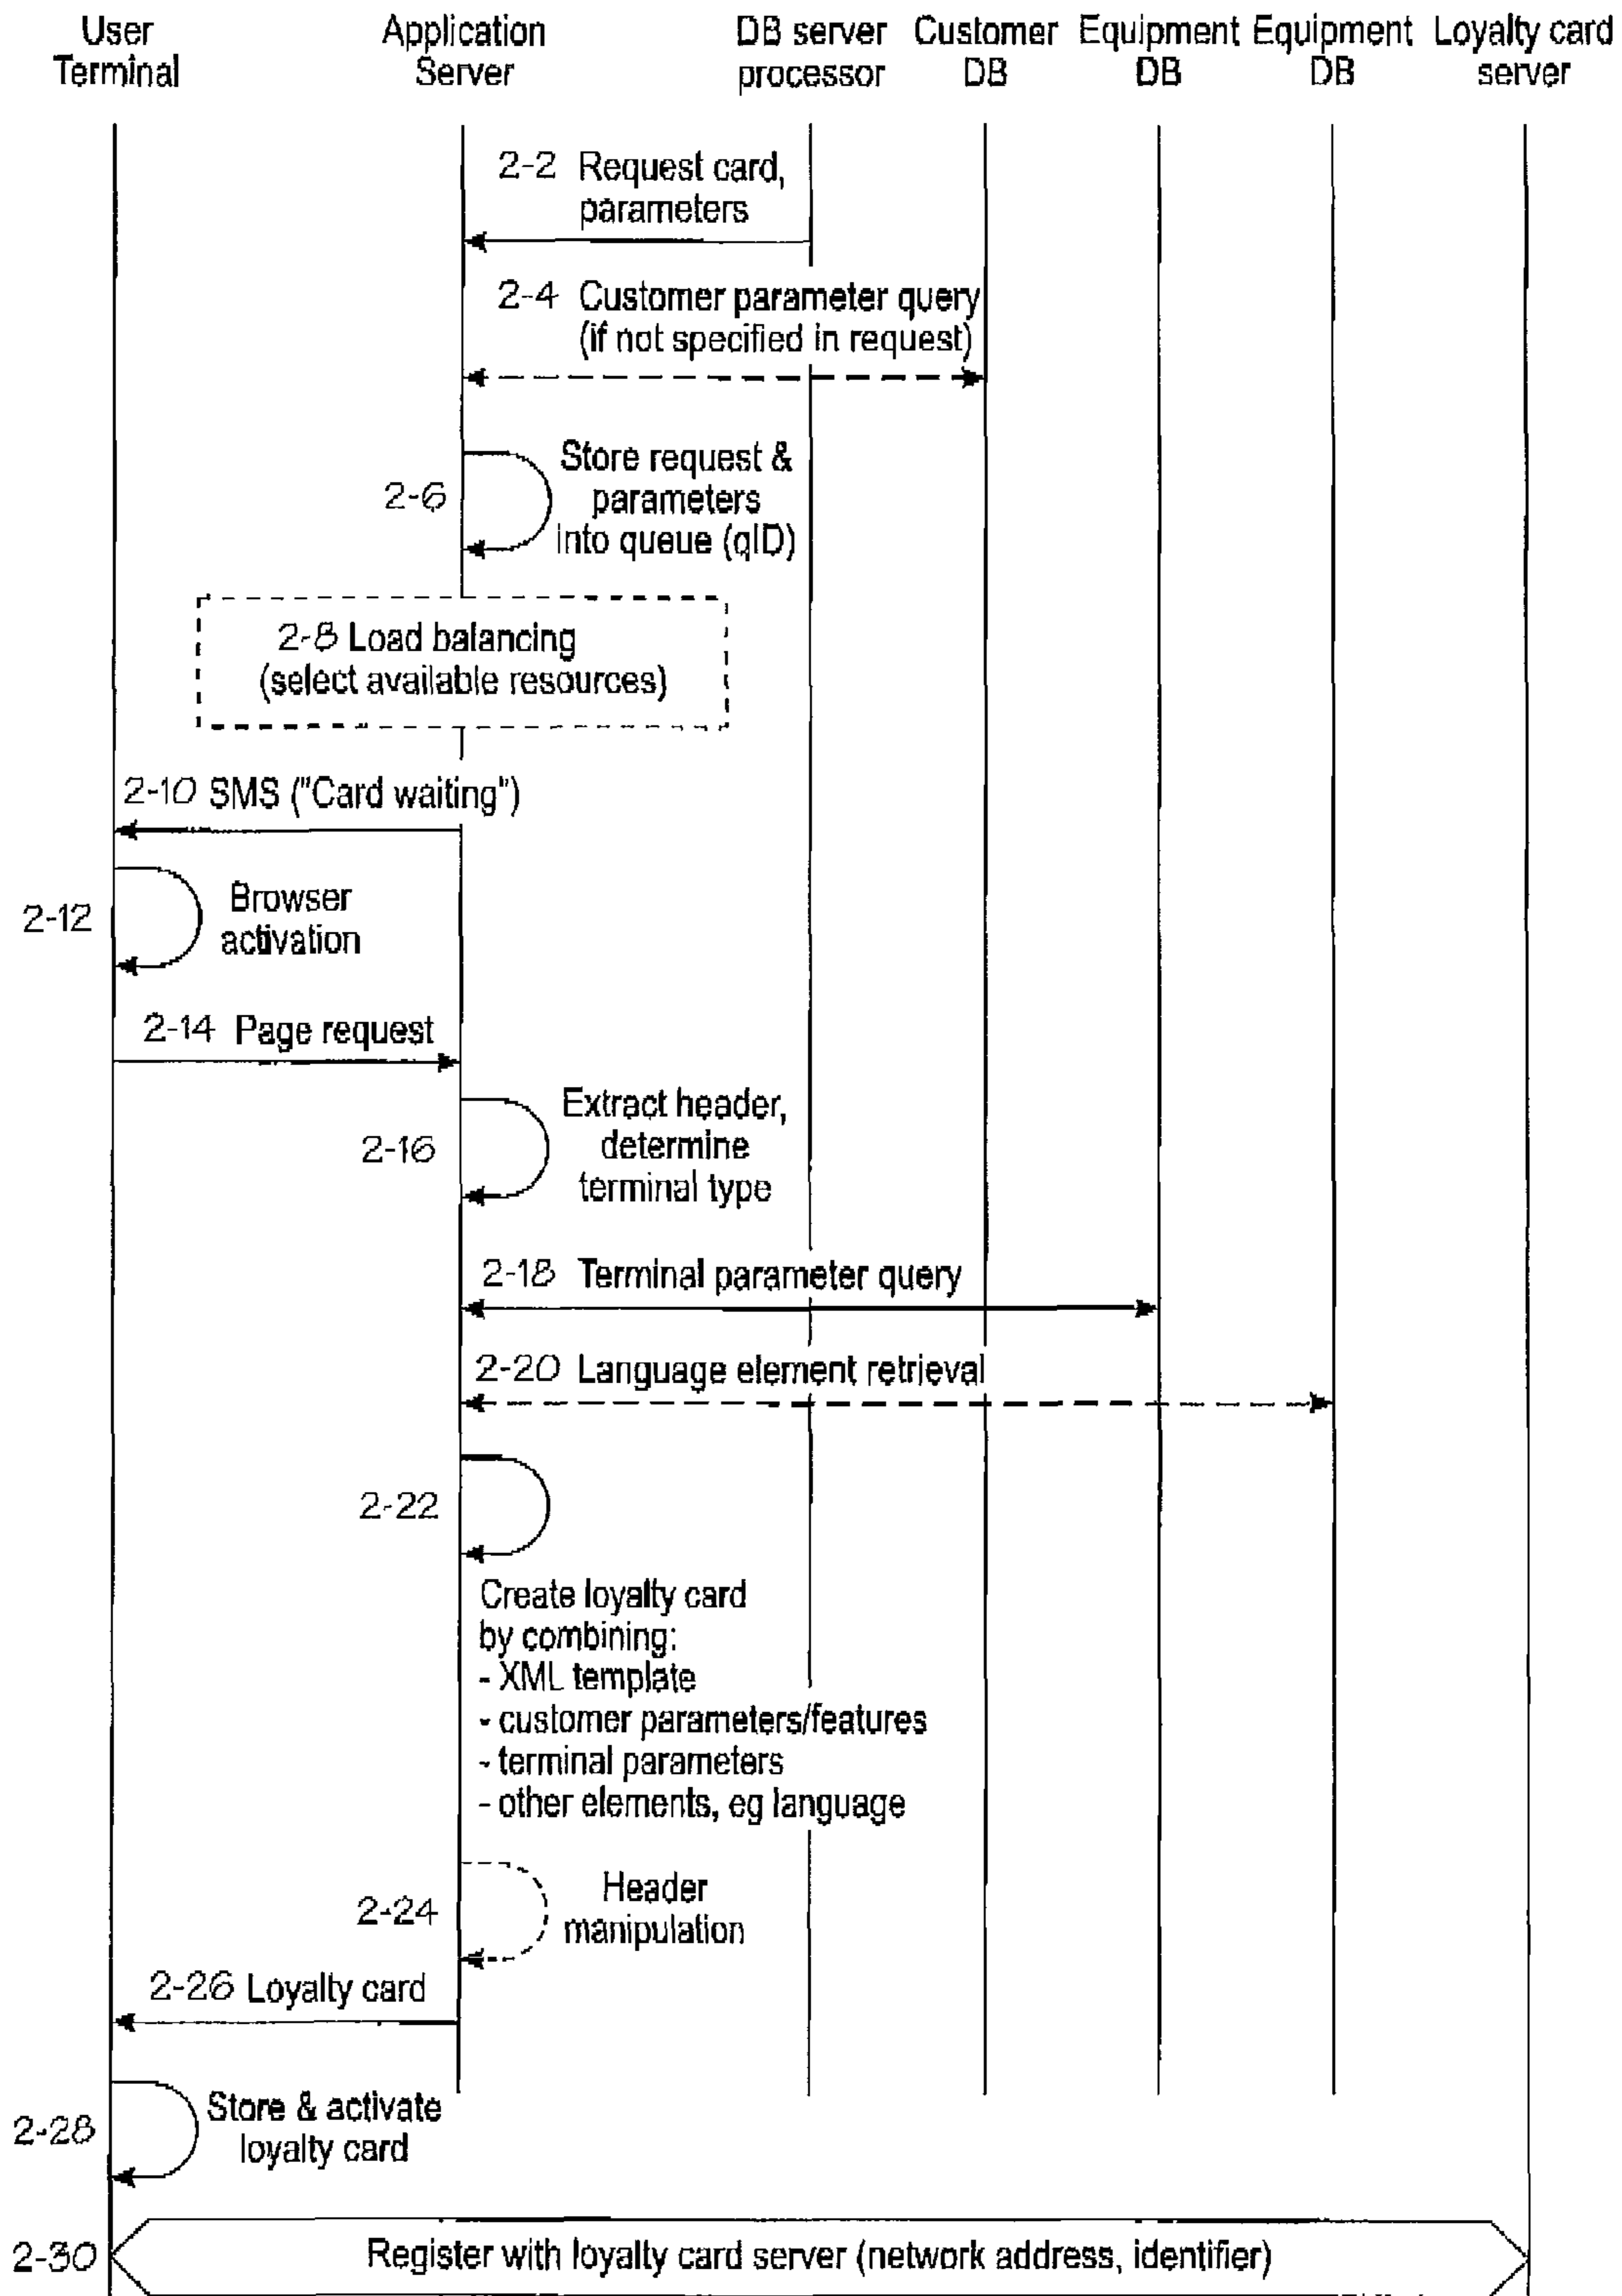 User
Terminal
Application
Server
DB server
processor
Customer
DB
Equipment
DB
Equipment
DB
Loyalty card
server
2-2 Request card,
parameters
2-4 Customer parameter query
(if not specified in request)
2-6
Store request &
parameters
into queue (qID)
2-8 Load balancing
(select available resources)
2-10 SMS ("Card waiting")
2-12
Browser
activation
2-14 Page request
2-16
Extract header,
determine
terminal type
2-18 Terminal parameter query
2-20 Language element retrieval
2-22
Create loyalty card
by combining:
- XML template
- customer parameters/features
- terminal parameters
- other elements, eg language
2-24
Header
manipulation
2-26 Loyalty card
2-28
Store & activate
loyalty card
2-30
Register with loyalty card server (network address, identifier)